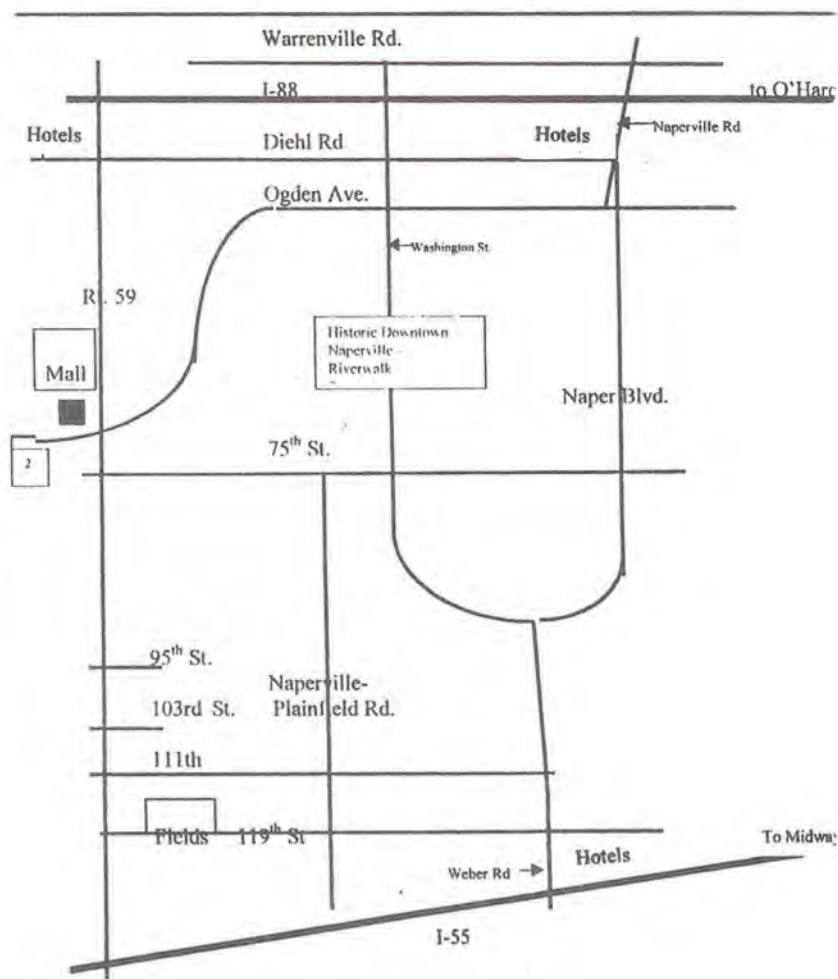 Warrenville Rd.
I-88
to O'Harc
Naperville Rd
Hotels
Diehl Rd
Hotels
Ogden Ave.
Washington St.
Rt. 59
Historic Downtown
Naperville
Riverwalk
Mall
Naper Blvd.
2
75th St.
95th St.
Naperville-
103rd St.
Plainfield Rd.
111th
Fields
119th St
To Midway
Hotels
Weber Rd
I-55